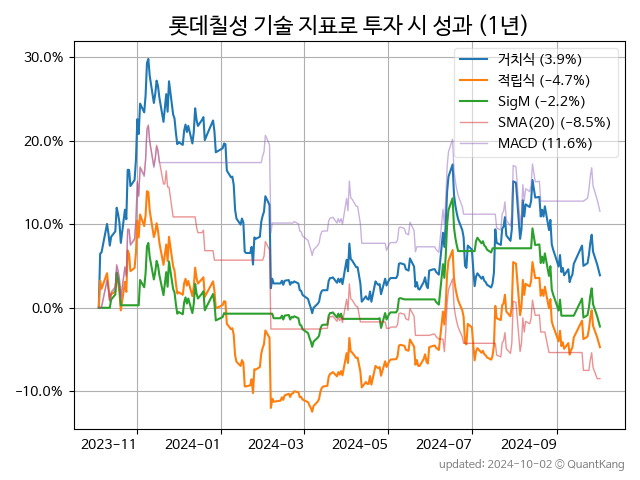 롯데칠성 기술 지표로 투자 시 성과 (1년)
거치식 (3.9%)
적립식 (−4.7%)
SigM (−2.2%)
SMA(20) (−8.5%)
MACD (11.6%)
30.0%
20.0%
10.0%
0.0%
−10.0%
2023-11 2024-01 2024-03 2024-05 2024-07 2024-09
updated: 2024-10-02 © QuantKang